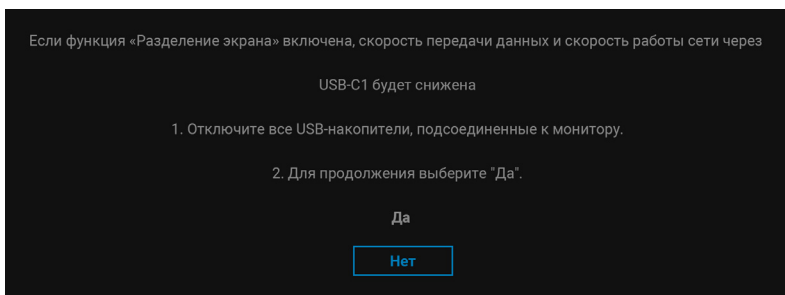 Если функция «Разделение экрана» включена, скорость передачи данных и скорость работы сети через
USB-C1 будет снижена
1. Отключите все USB-накопители, подсоединенные к монитору.
2. Для продолжения выберите "Да".
Да
Нет